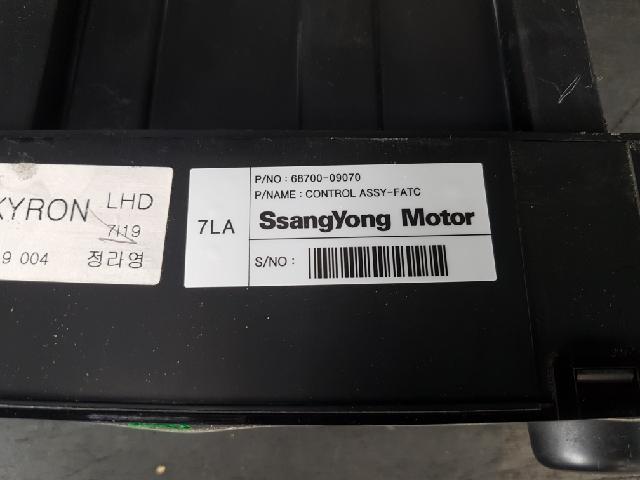 KYRON LHD
7119
9 004 정라영
7LA
P/NO : 68700-09070
P/NAME : CONTROL ASSY-FATC
SsangYong Motor
S/NO :